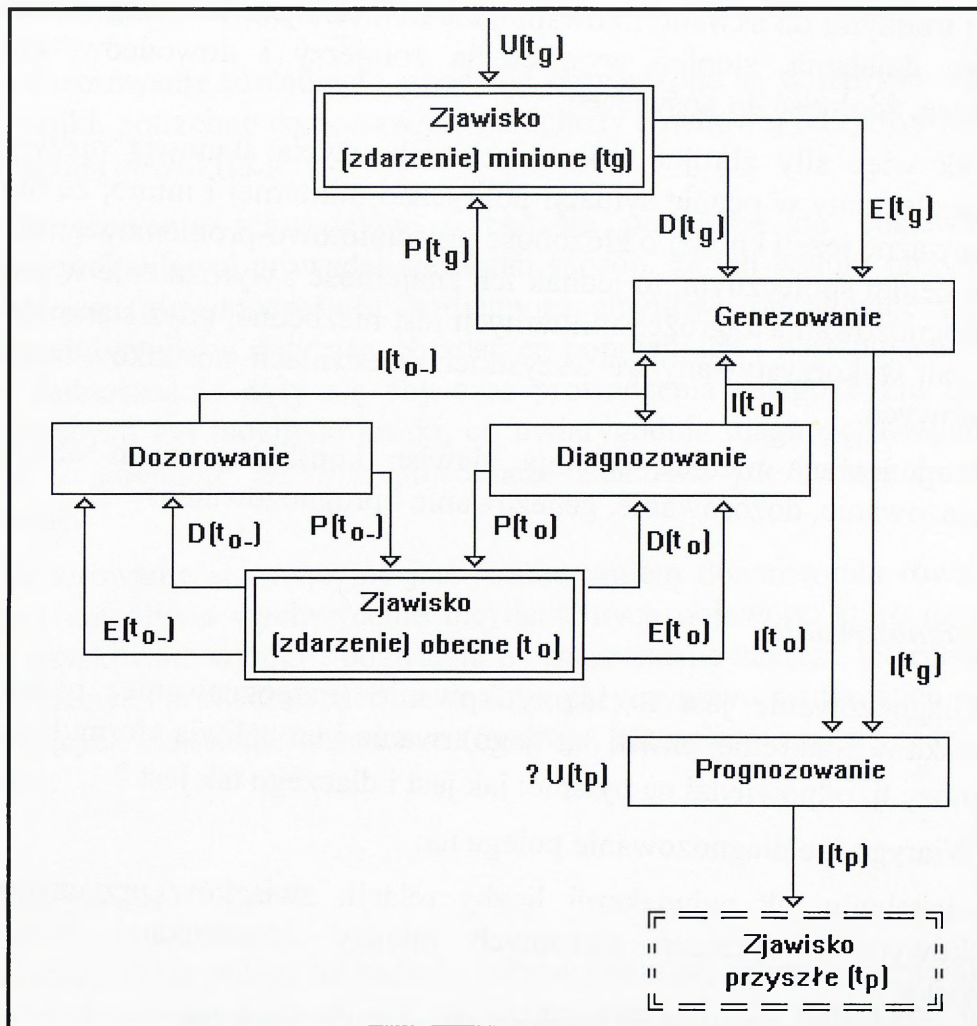 U(tg)
Zjawisko
(zdarzenie) minione (tg)
P(tg)
D(tg)
E(tg)
Genezowanie
I(to-)
I(to)
Dozorowanie
Diagnozowanie
D(to-)
P(to-)
P(to)
D(to)
E(to-)
Zjawisko
(zdarzenie) obecne (to)
E(to)
I(to)
I(tg)
? U(tp)
Prognozowanie
I(tp)
Zjawisko
przyszłe (tp)